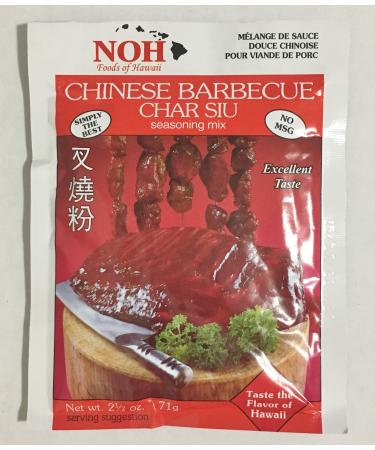 NOH
Foods of Hawaii
MÉLANGE DE SAUCE
DOUCE CHINOISE
POUR VIANDE DE PORC
CHINESE BARBECUE
CHAR SIU
seasoning mix
SIMPLY
THE
BEST
NO
MSG
叉燒粉
Excellent
Taste
Taste the
Flavor of
Hawaii
Net wt. 2½ oz. 71g
serving suggestion